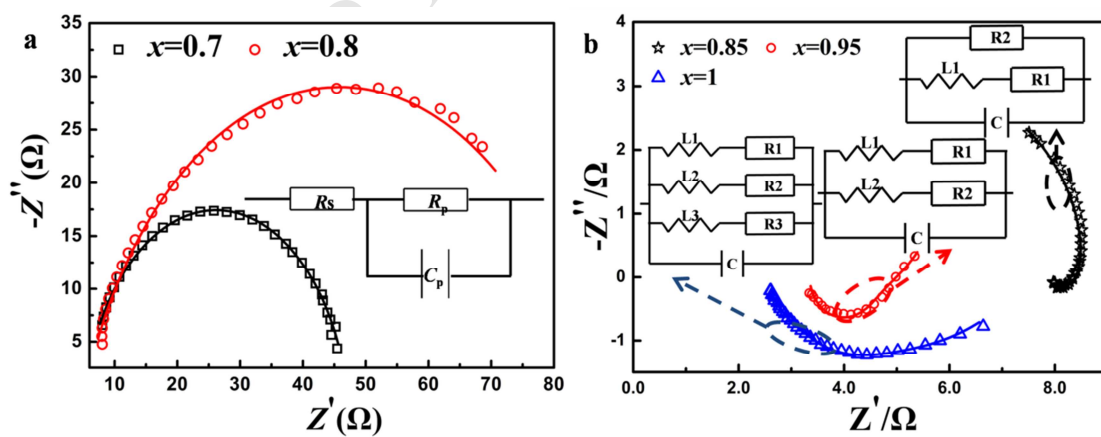 a
x=0.7 x=0.8
-Z''(Ω)
35
30
25
20
15
10
5
Rs
Rp
Cp
10 20 30 40 50 60 70 80
Z'(Ω)
b
x=0.85 x=0.95
x=1
-Z''/Ω
4
3
2
1
0
-1
R2
L1
R1
C
L1
R1
L2
R2
L3
R3
C
L1
R1
L2
R2
C
0.0 2.0 4.0 6.0 8.0
Z'/Ω